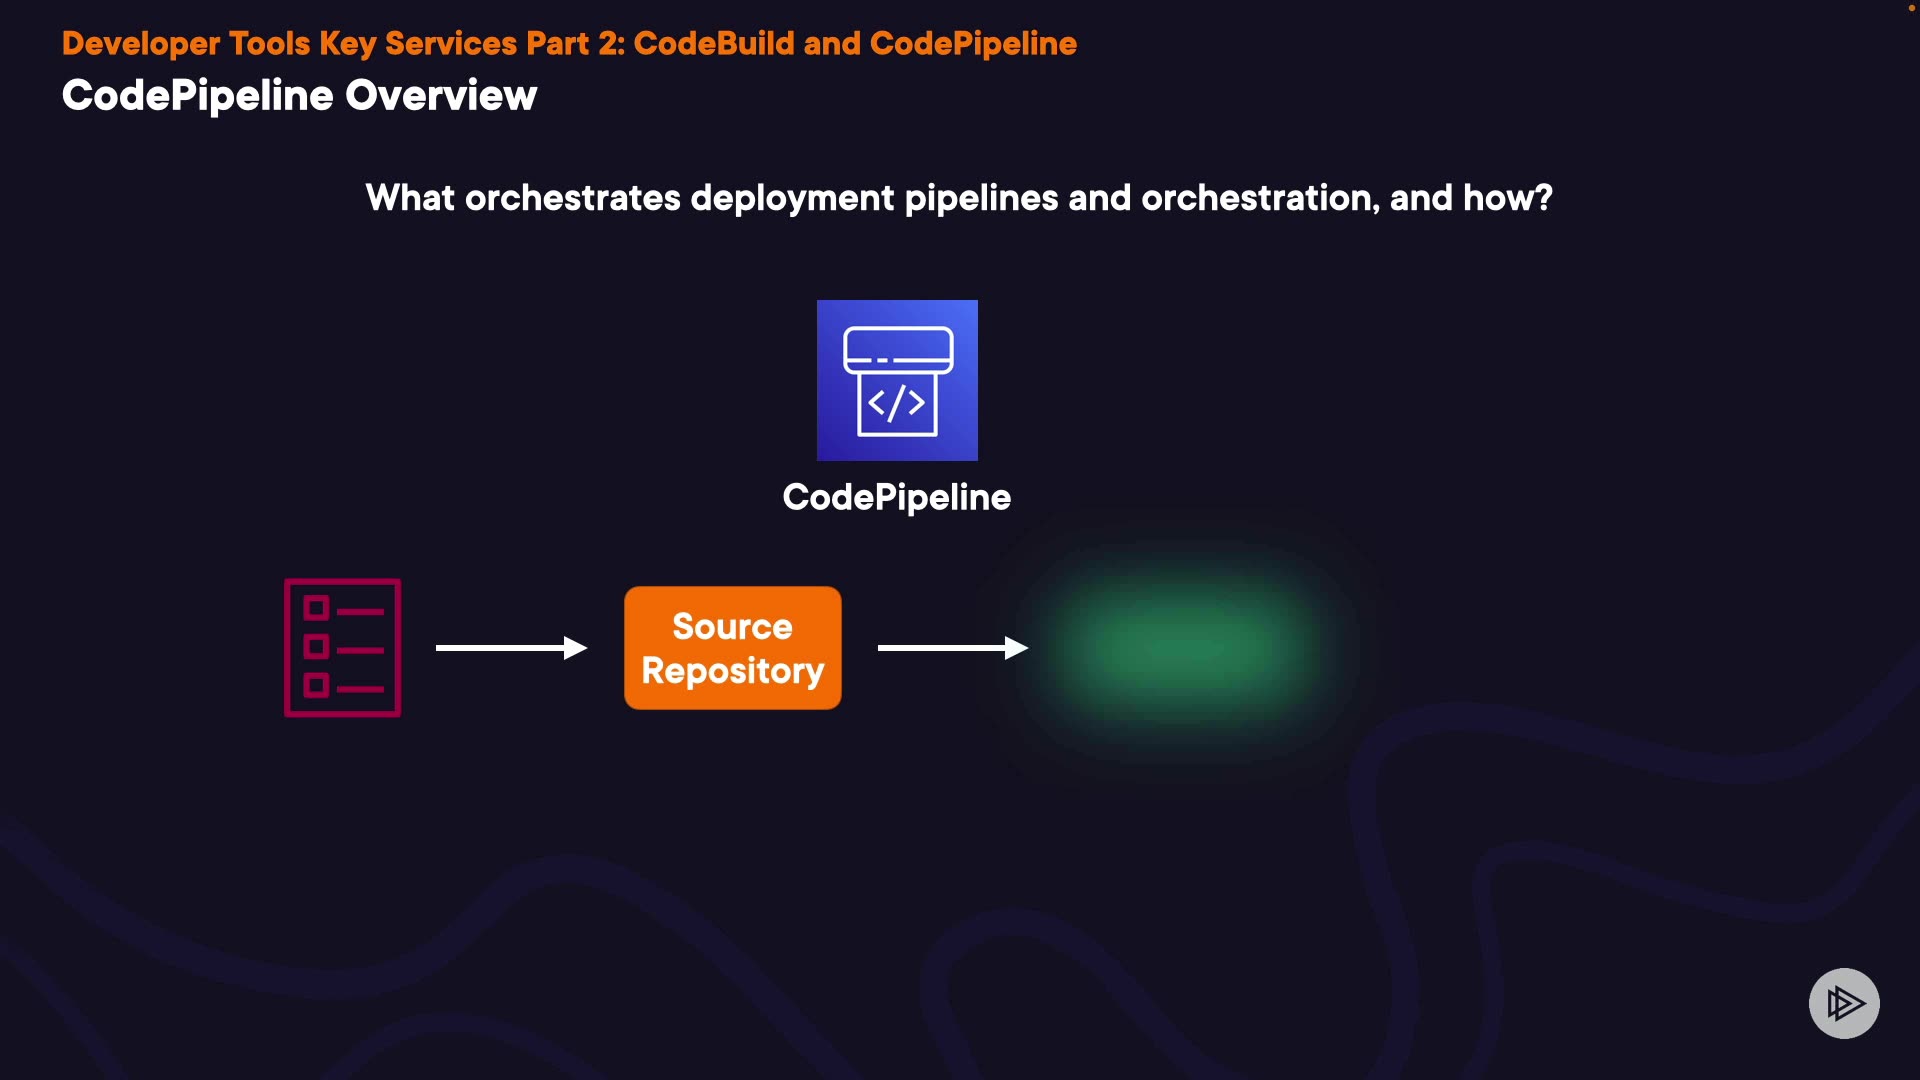 Developer Tools Key Services Part 2: CodeBuild and CodePipeline
CodePipeline Overview
What orchestrates deployment pipelines and orchestration, and how?
</>
CodePipeline
Source
Repository